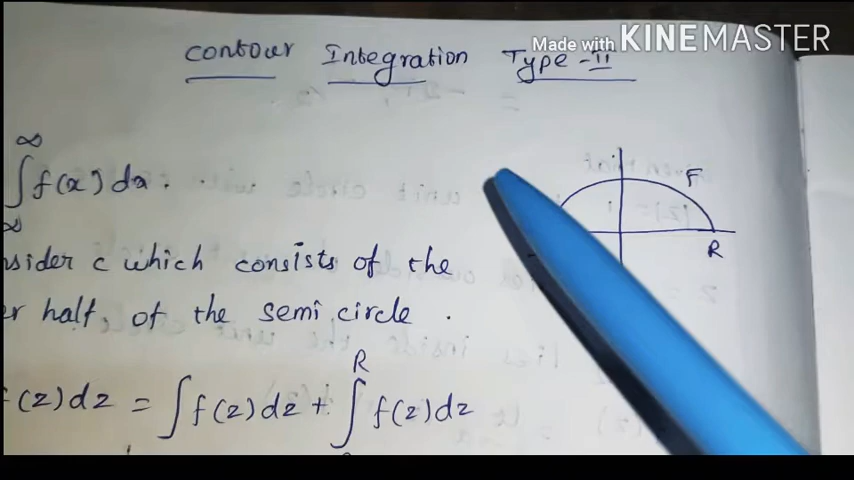 Made with KINEMASTER
Contour Integration Type-II
∞
∫ f(x) dx.
∞
F
R
nsider c which consists of the
er half of the semi circle.
R
f(z)dz = ∫f(z)dz + ∫ f(z)dz